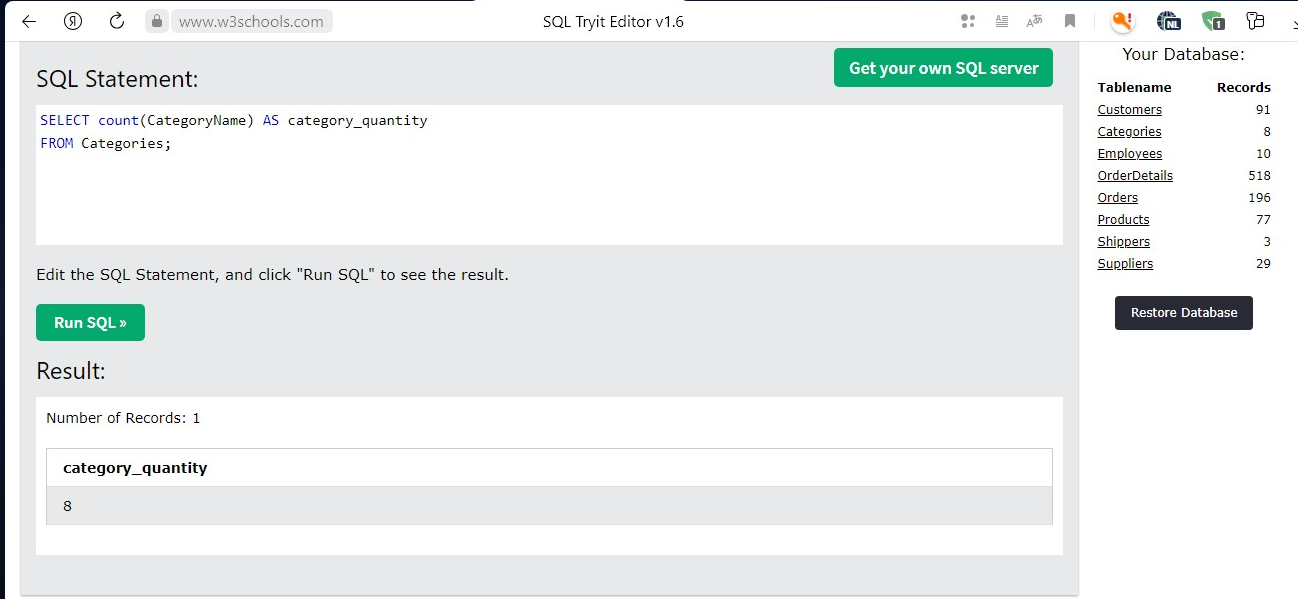 www.w3schools.com
SQL Tryit Editor v1.6
NL
1
SQL Statement:
Get your own SQL server
SELECT count(CategoryName) AS category_quantity
FROM Categories;
Edit the SQL Statement, and click "Run SQL" to see the result.
Run SQL »
Result:
Number of Records: 1
category_quantity
8
Your Database:
Tablename Records
Customers 91
Categories 8
Employees 10
OrderDetails 518
Orders 196
Products 77
Shippers 3
Suppliers 29
Restore Database